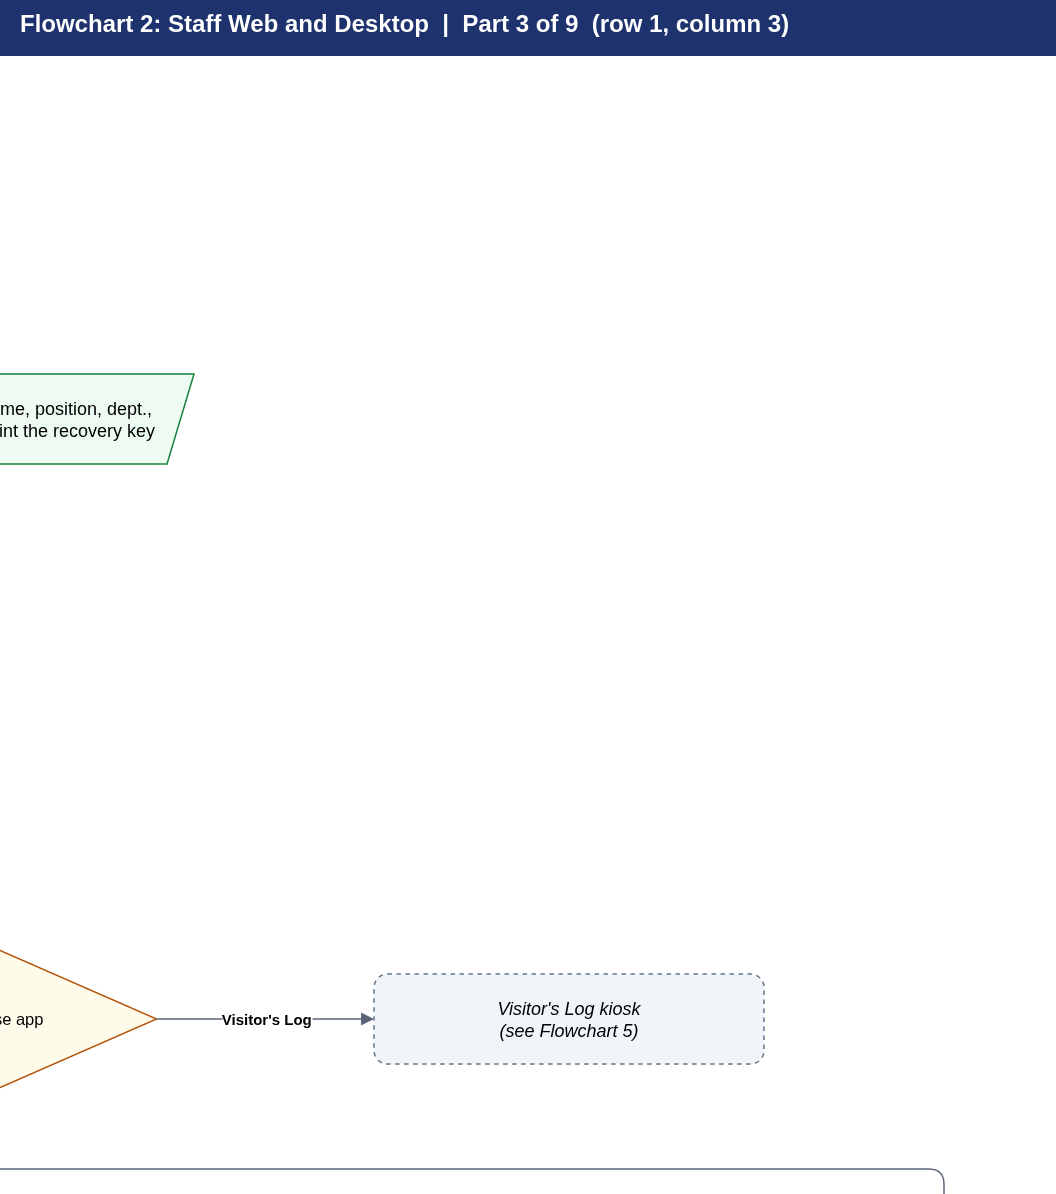 Flowchart 2: Staff Web and Desktop | Part 3 of 9 (row 1, column 3)
me, position, dept.,
int the recovery key
se app
Visitor's Log
Visitor's Log kiosk
(see Flowchart 5)